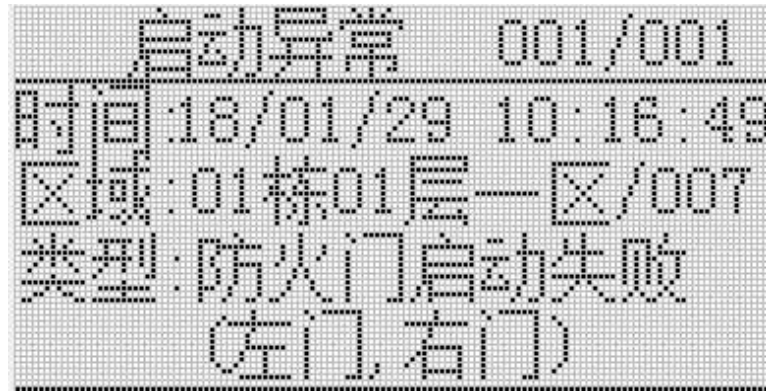 启动异常 001/001
时间:18/01/29 10:16:49
区域:01栋01层一区/007
类型:防火门启动失败
(左门,右门)